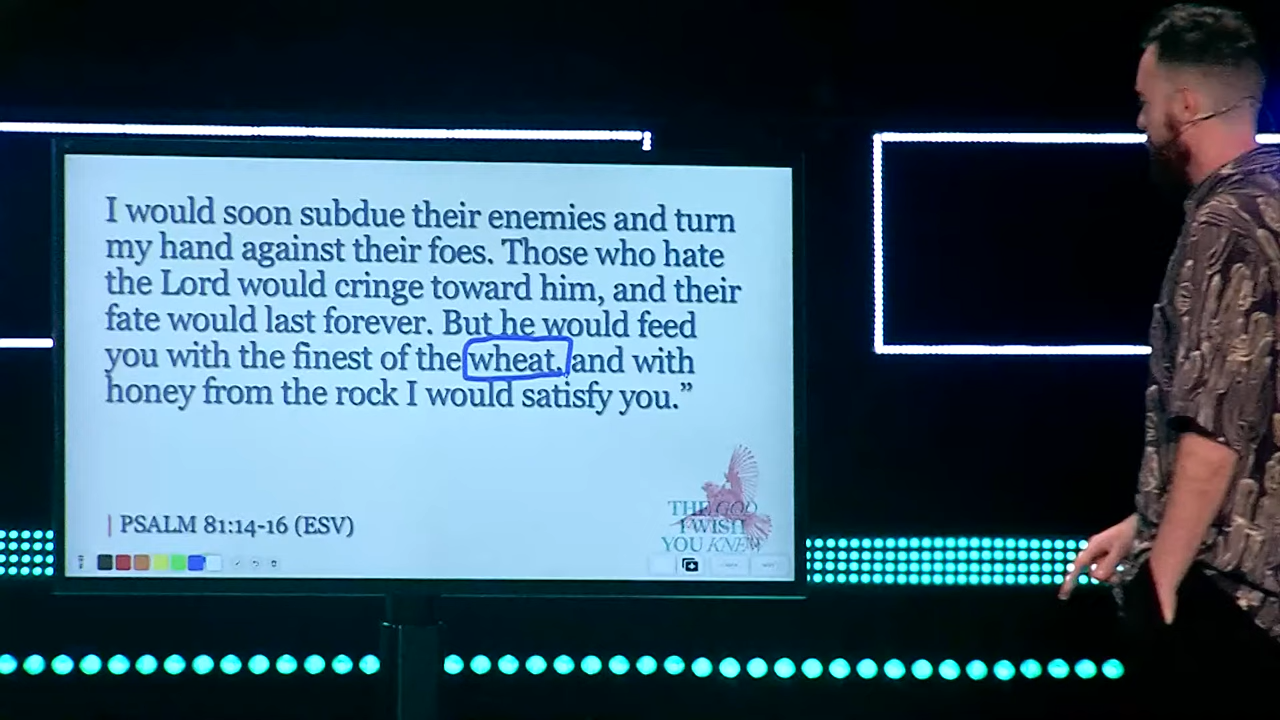 I would soon subdue their enemies and turn
my hand against their foes. Those who hate
the Lord would cringe toward him, and their
fate would last forever. But he would feed
you with the finest of the wheat, and with
honey from the rock I would satisfy you.”
| PSALM 81:14-16 (ESV)
THE GOD
I WISH
YOU KNEW